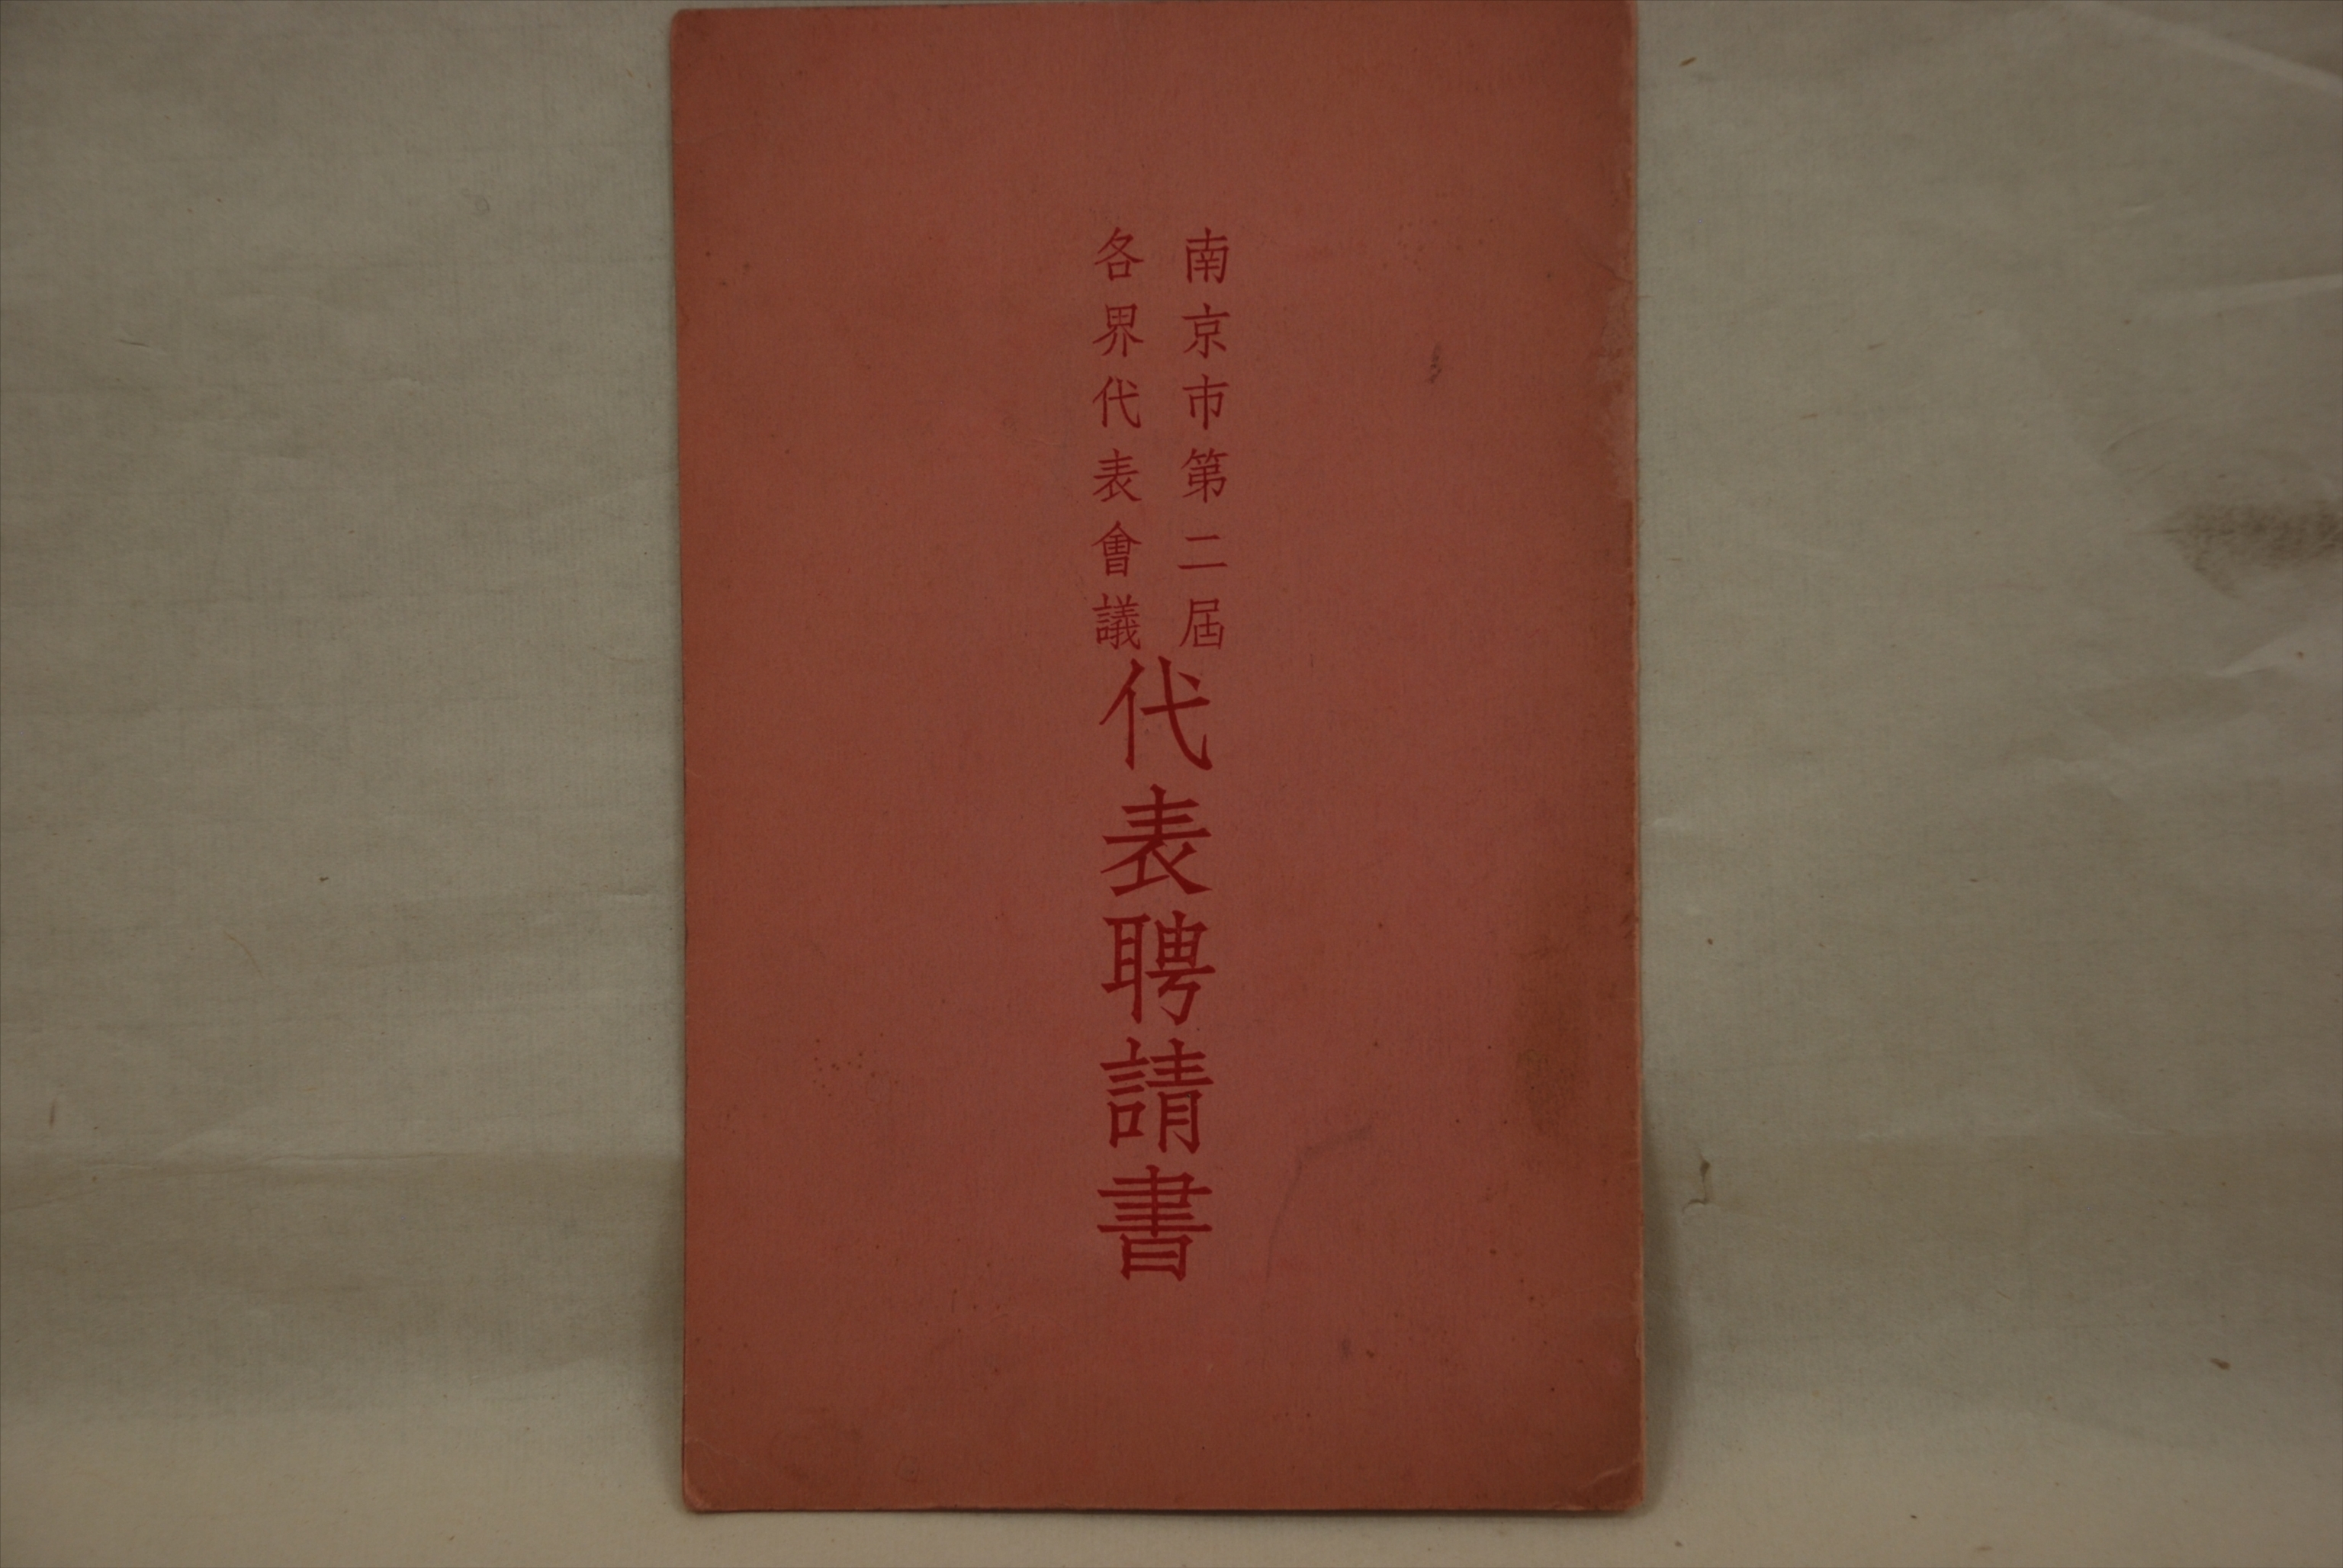 南京市第二屆
各界代表會議
代表聘請書